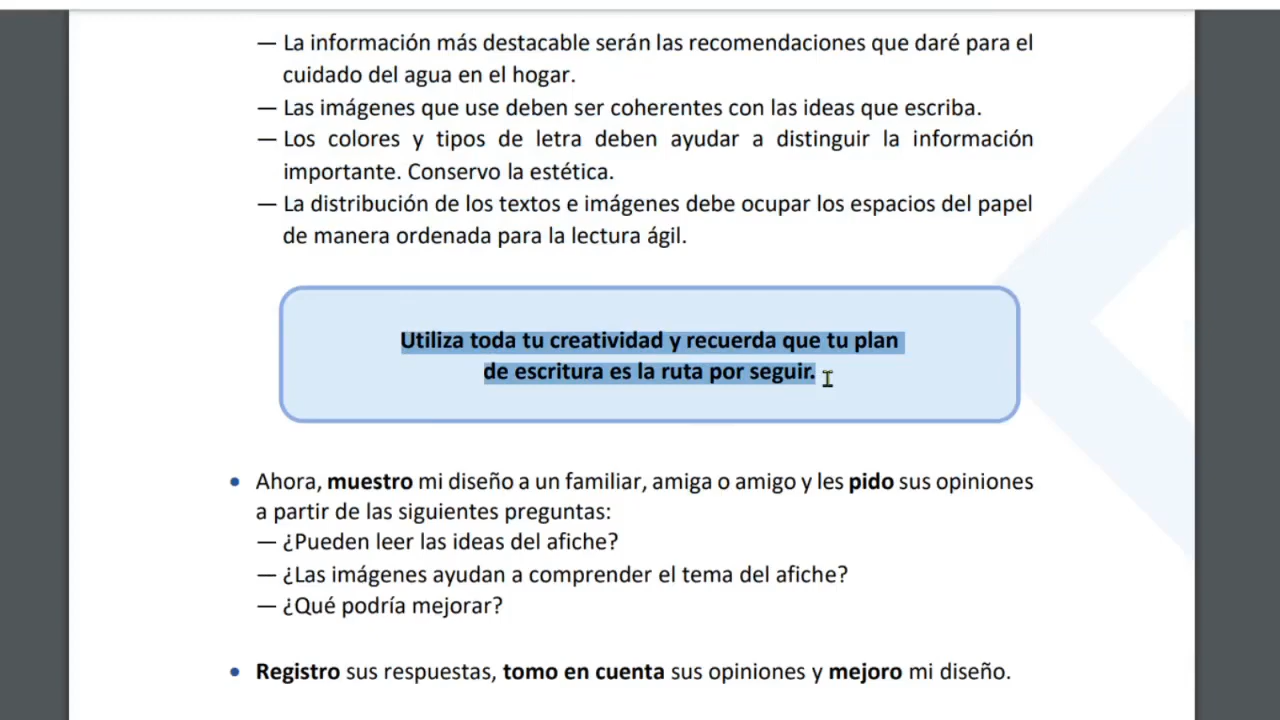 — La información más destacable serán las recomendaciones que daré para el
cuidado del agua en el hogar.
— Las imágenes que use deben ser coherentes con las ideas que escriba.
— Los colores y tipos de letra deben ayudar a distinguir la información
importante. Conservo la estética.
— La distribución de los textos e imágenes debe ocupar los espacios del papel
de manera ordenada para la lectura ágil.
Utiliza toda tu creatividad y recuerda que tu plan
de escritura es la ruta por seguir.
• Ahora, muestro mi diseño a un familiar, amiga o amigo y les pido sus opiniones
a partir de las siguientes preguntas:
— ¿Pueden leer las ideas del afiche?
— ¿Las imágenes ayudan a comprender el tema del afiche?
— ¿Qué podría mejorar?
• Registro sus respuestas, tomo en cuenta sus opiniones y mejoro mi diseño.